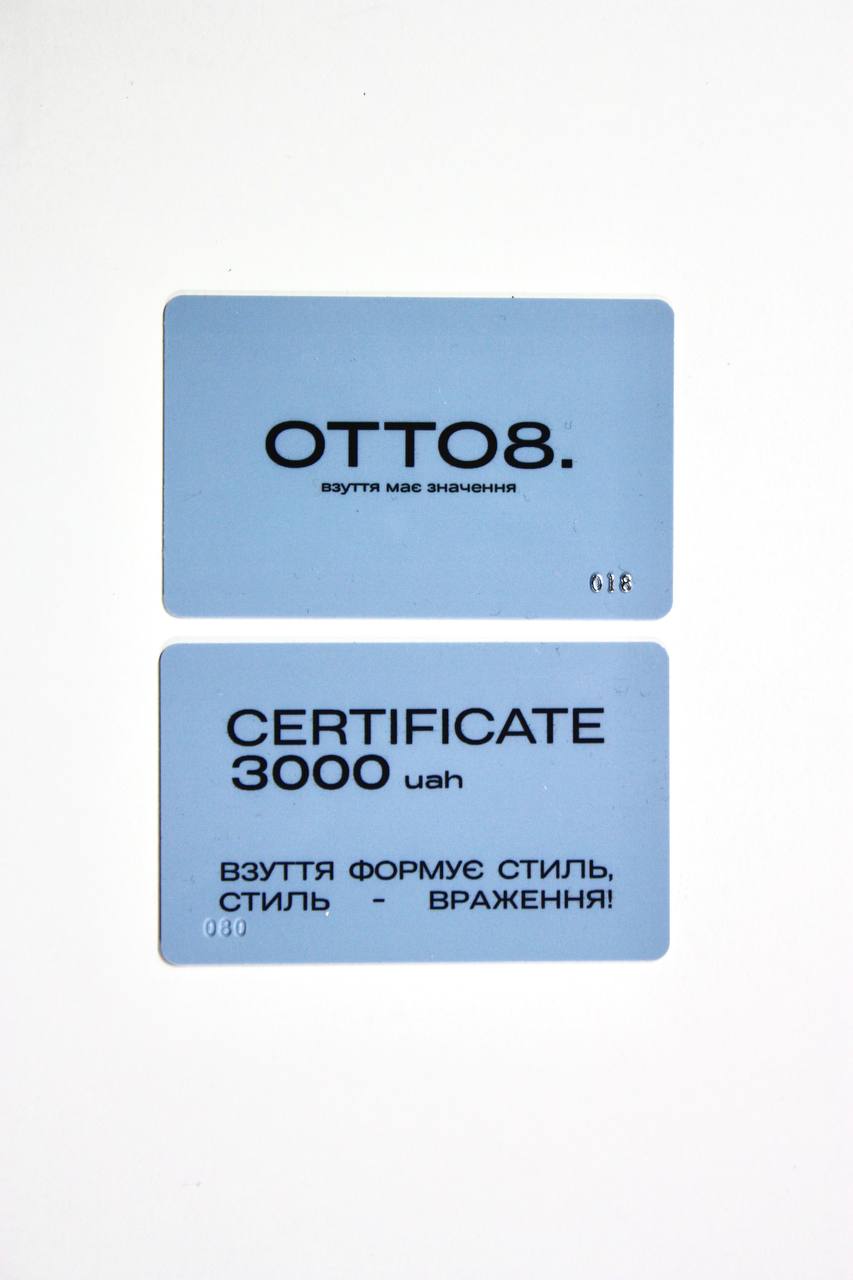 OTTO8.
взуття має значення
018
CERTIFICATE
3000 uah
ВЗУТТЯ ФОРМУЄ СТИЛЬ,
СТИЛЬ - ВРАЖЕННЯ!
080